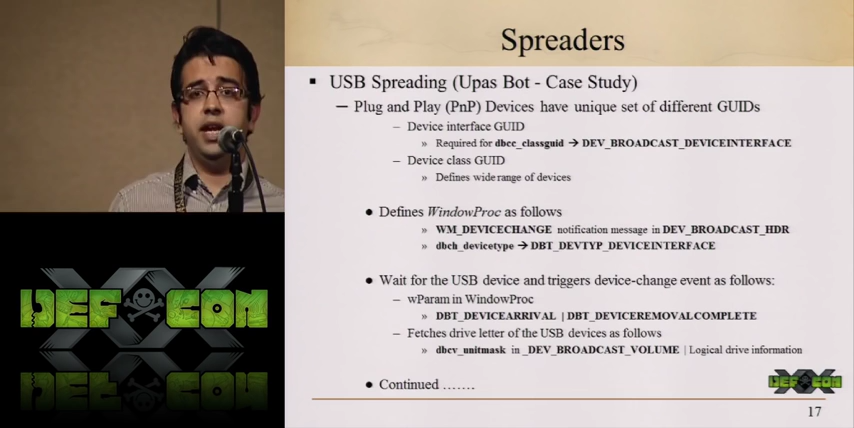 Spreaders
▪ USB Spreading (Upas Bot - Case Study)
– Plug and Play (PnP) Devices have unique set of different GUIDs
– Device interface GUID
» Required for dbcc_classguid → DEV_BROADCAST_DEVICEINTERFACE
– Device class GUID
» Defines wide range of devices
● Defines WindowProc as follows
» WM_DEVICECHANGE notification message in DEV_BROADCAST_HDR
» dbch_devicetype → DBT_DEVTYP_DEVICEINTERFACE
● Wait for the USB device and triggers device-change event as follows:
– wParam in WindowProc
» DBT_DEVICEARRIVAL | DBT_DEVICEREMOVALCOMPLETE
– Fetches drive letter of the USB devices as follows
» dbcv_unitmask in _DEV_BROADCAST_VOLUME | Logical drive information
● Continued …….
DEF CON
XX
DEF CON
17